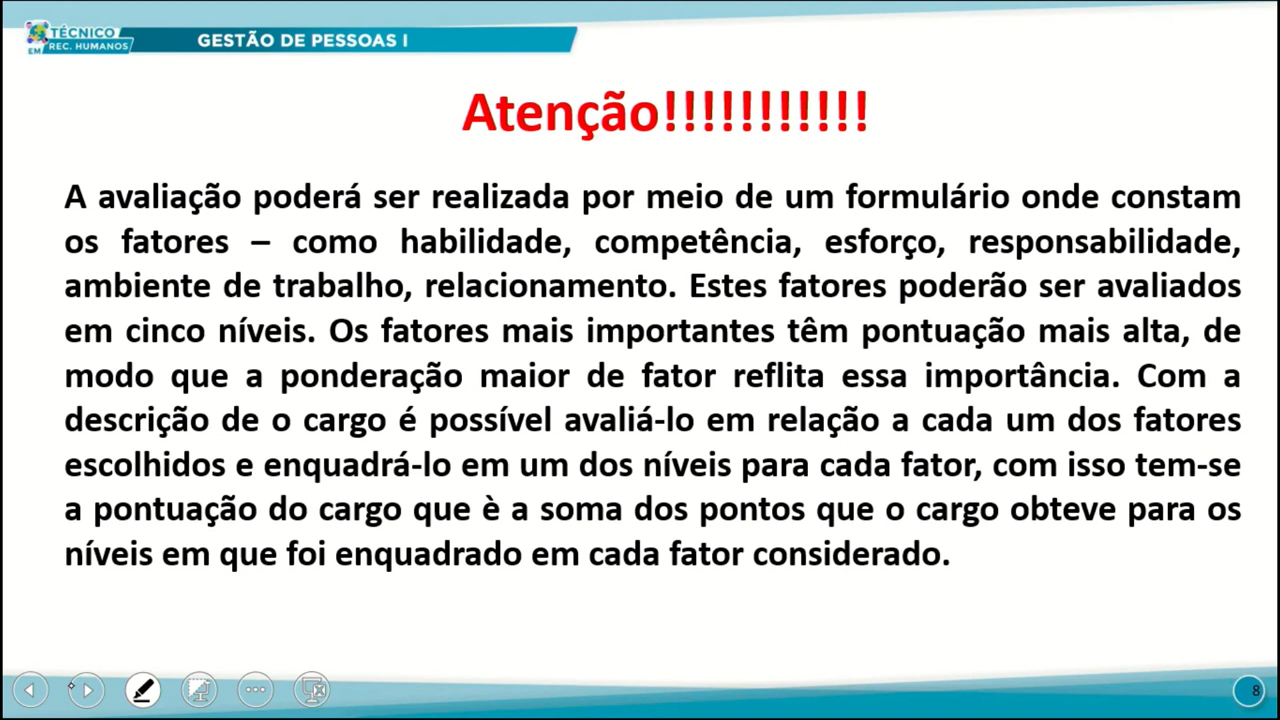 TÉCNICO
EM REC. HUMANOS
GESTÃO DE PESSOAS I
Atenção!!!!!!!!!!!
A avaliação poderá ser realizada por meio de um formulário onde constam
os fatores – como habilidade, competência, esforço, responsabilidade,
ambiente de trabalho, relacionamento. Estes fatores poderão ser avaliados
em cinco níveis. Os fatores mais importantes têm pontuação mais alta, de
modo que a ponderação maior de fator reflita essa importância. Com a
descrição de o cargo é possível avaliá-lo em relação a cada um dos fatores
escolhidos e enquadrá-lo em um dos níveis para cada fator, com isso tem-se
a pontuação do cargo que è a soma dos pontos que o cargo obteve para os
níveis em que foi enquadrado em cada fator considerado.
8